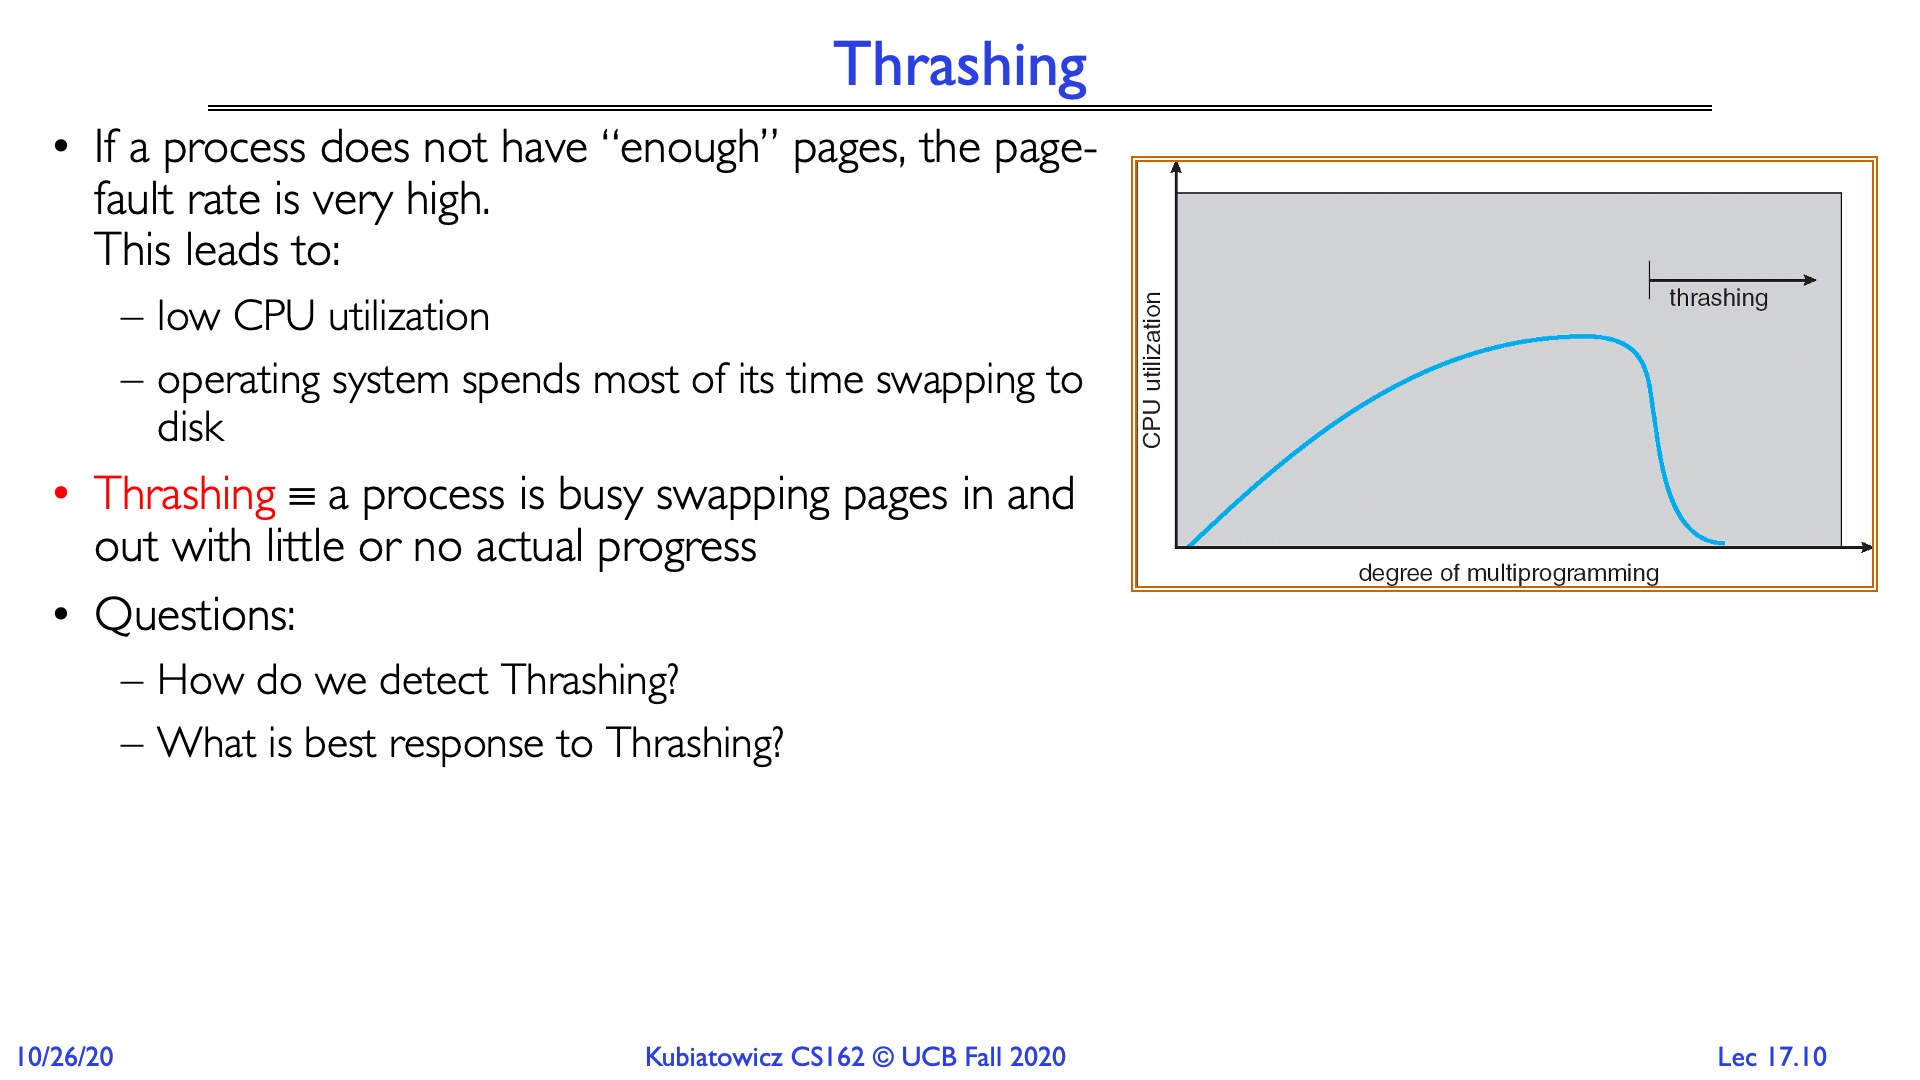 Thrashing
• If a process does not have “enough” pages, the page-
fault rate is very high.
This leads to:
– low CPU utilization
– operating system spends most of its time swapping to
disk
• Thrashing ≡ a process is busy swapping pages in and
out with little or no actual progress
• Questions:
– How do we detect Thrashing?
– What is best response to Thrashing?
CPU utilization
thrashing
degree of multiprogramming
10/26/20
Kubiatowicz CS162 © UCB Fall 2020
Lec 17.10